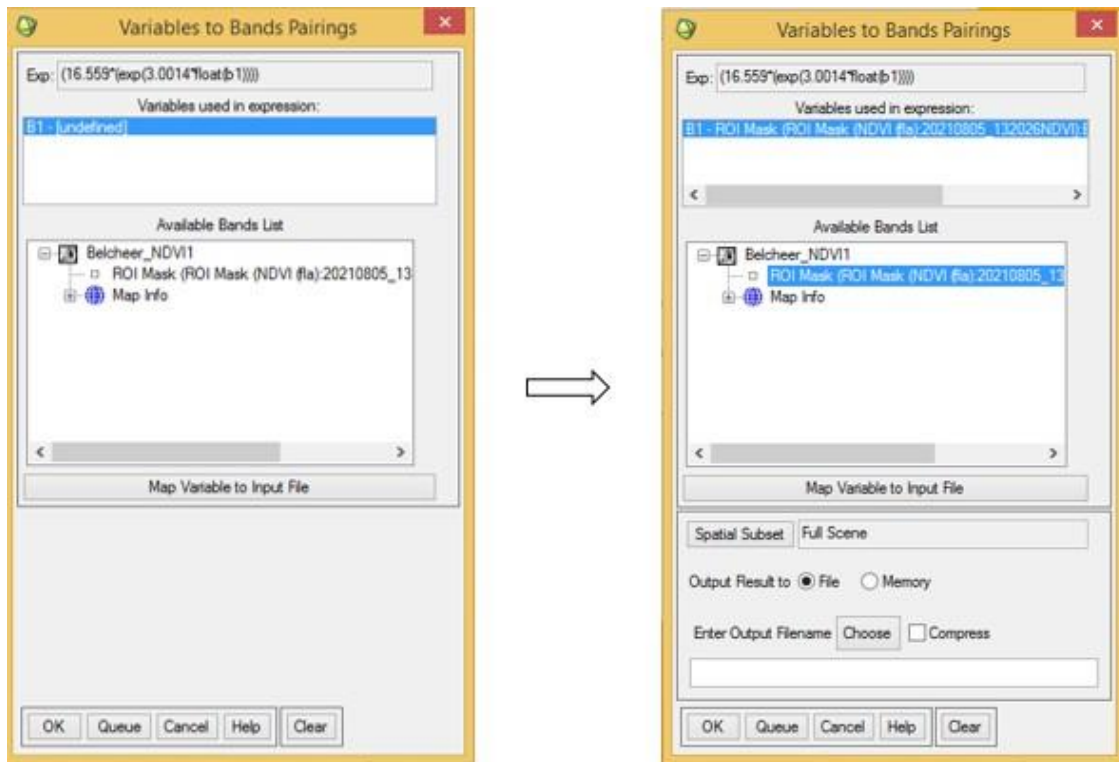 Variables to Bands Pairings
Exp: (16.559*(exp(3.0014*float(b1))))
Variables used in expression:
B1 - [undefined]
Available Bands List
Belcheer_NDVI1
ROI Mask (ROI Mask (NDVI (fla):20210805_13
Map Info
Map Variable to Input File
OK Queue Cancel Help Clear
Variables to Bands Pairings
Exp: (16.559*(exp(3.0014*float(b1))))
Variables used in expression:
B1 - ROI Mask (ROI Mask (NDVI (fla):20210805_132026NDVI):B
Available Bands List
Belcheer_NDVI1
ROI Mask (ROI Mask (NDVI (fla):20210805_13
Map Info
Map Variable to Input File
Spatial Subset Full Scene
Output Result to File Memory
Enter Output Filename Choose Compress
OK Queue Cancel Help Clear